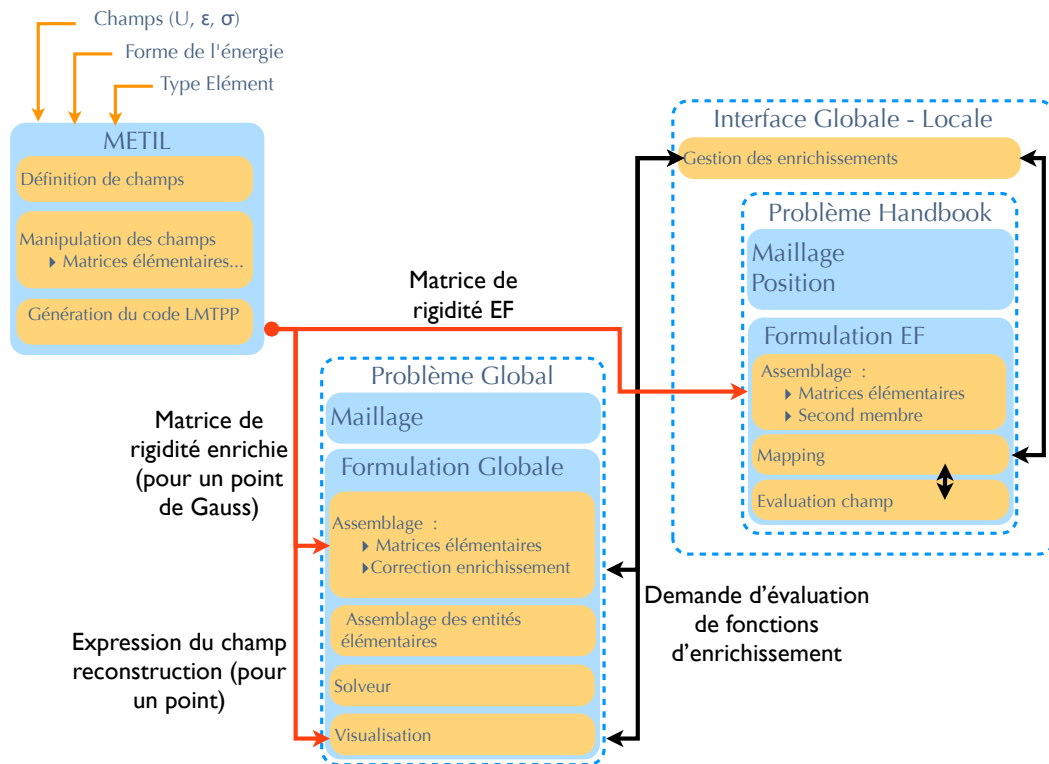 Champs (U, ε, σ)
Forme de l'énergie
Type Elément
METIL
Définition de champs
Manipulation des champs
Matrices élémentaires...
Génération du code LMTPP
Matrice de
rigidité EF
Matrice de
rigidité enrichie
(pour un point
de Gauss)
Expression du champ
reconstruction (pour
un point)
Problème Global
Maillage
Formulation Globale
Assemblage :
Matrices élémentaires
Correction enrichissement
Assemblage des entités
élémentaires
Solveur
Visualisation
Interface Globale - Locale
Gestion des enrichissements
Problème Handbook
Maillage
Position
Formulation EF
Assemblage :
Matrices élémentaires
Second membre
Mapping
Evaluation champ
Demande d’évaluation
de fonctions
d’enrichissement